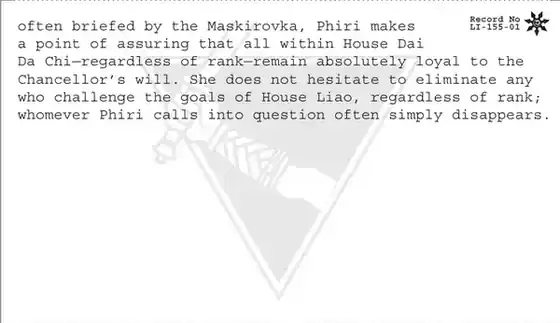 often briefed by the Maskirovka, Phiri makes
a point of assuring that all within House Dai
Da Chi—regardless of rank—remain absolutely loyal to the
Chancellor's will. She does not hesitate to eliminate any
who challenge the goals of House Liao, regardless of rank;
whomever Phiri calls into question often simply disappears.
Record No
LI-155-01